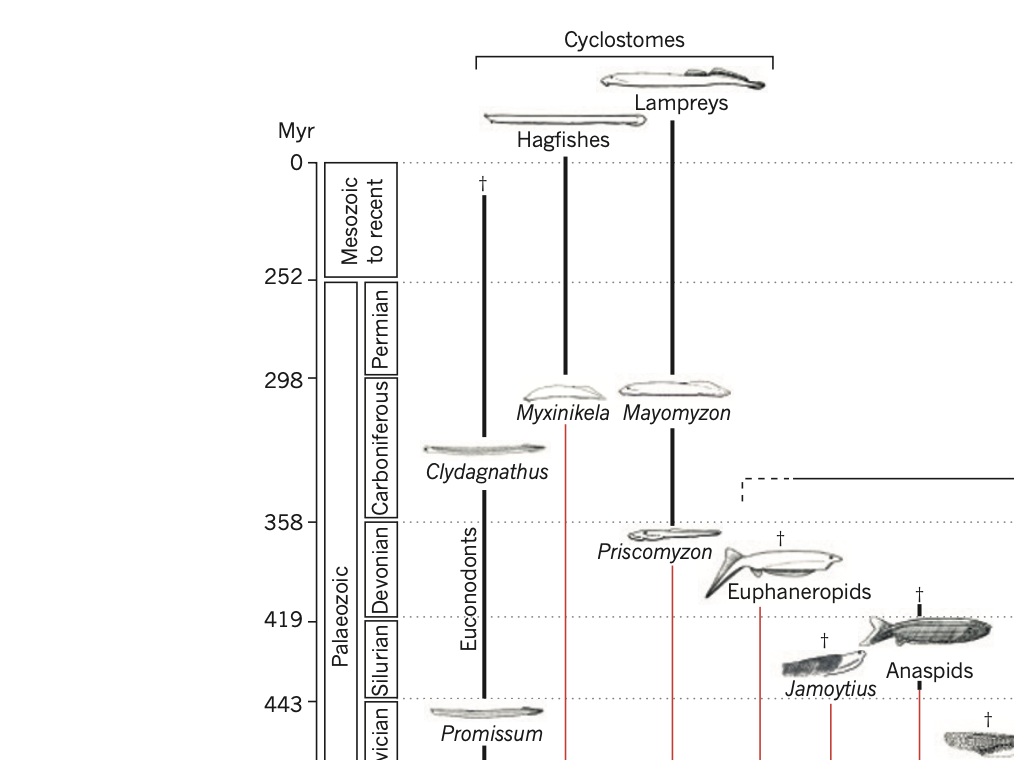 Cyclostomes
Lampreys
Hagfishes
Myr
0
†
Mesozoic
to recent
252
Permian
298
Myxinikela
Mayomyzon
Carboniferous
Clydagnathus
358
Priscomyzon
†
Devonian
Euconodonts
Euphaneropids
†
419
Palaeozoic
Silurian
†
Anaspids
Jamoytius
443
†
vician
Promissum